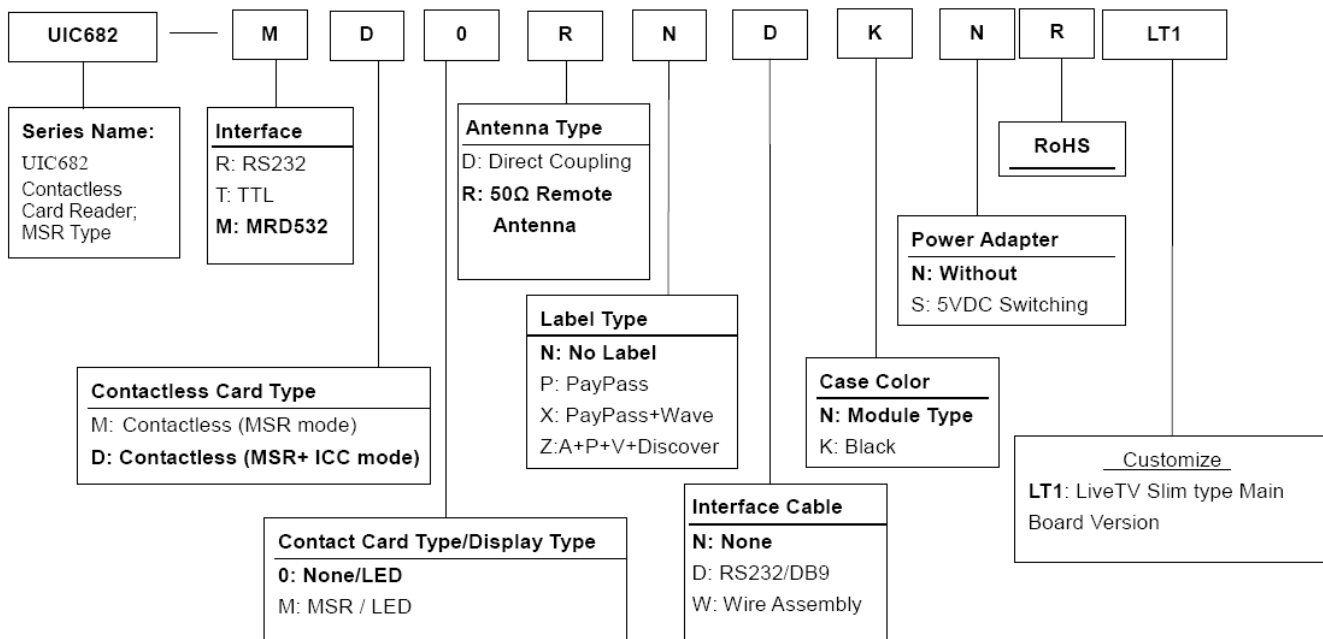 UIC682 M D 0 R N D K N R LT1
Series Name:
UIC682
Contactless
Card Reader;
MSR Type
Interface
R: RS232
T: TTL
M: MRD532
Antenna Type
D: Direct Coupling
R: 50Ω Remote
Antenna
RoHS
Power Adapter
N: Without
S: 5VDC Switching
Label Type
N: No Label
P: PayPass
X: PayPass+Wave
Z:A+P+V+Discover
Contactless Card Type
M: Contactless (MSR mode)
D: Contactless (MSR+ ICC mode)
Case Color
N: Module Type
K: Black
Customize
LT1: LiveTV Slim type Main
Board Version
Interface Cable
N: None
D: RS232/DB9
W: Wire Assembly
Contact Card Type/Display Type
0: None/LED
M: MSR / LED